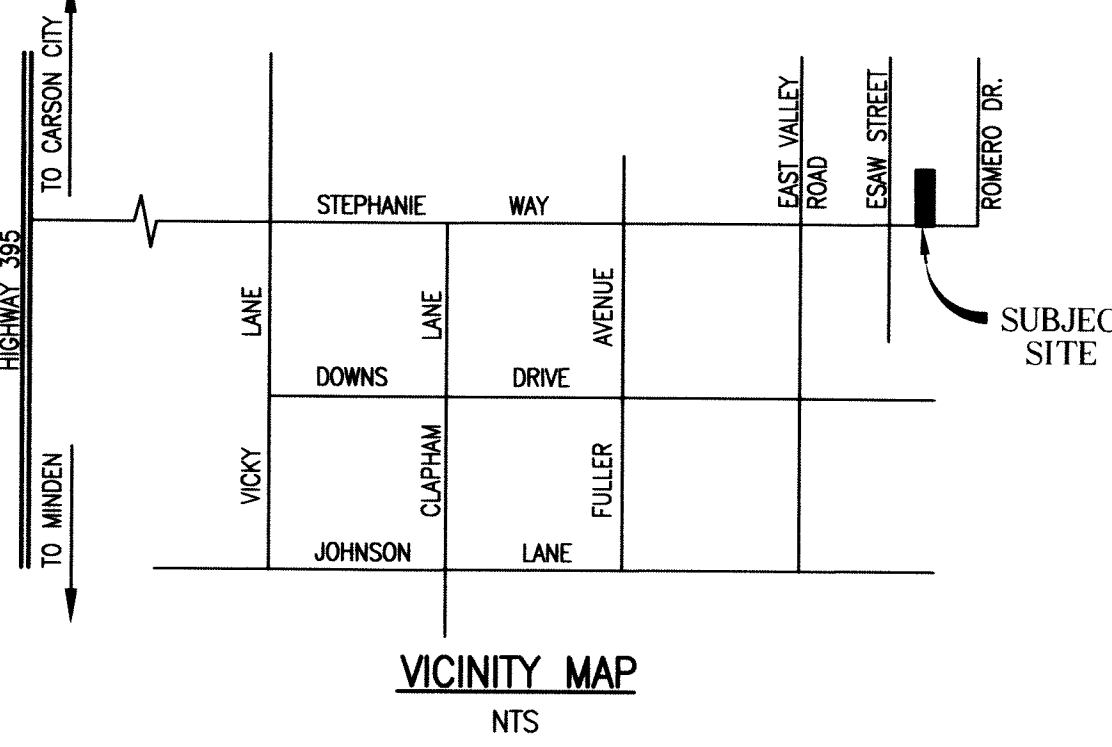 TO CARSON CITY
HIGHWAY 395
TO MINDEN
STEPHANIE WAY
EAST VALLEY
ROAD
ESAW STREET
ROMERO DR.
VICKY LANE
CLAPHAM LANE
FULLER AVENUE
SUBJEC
SITE
DOWNS DRIVE
JOHNSON LANE
VICINITY MAP
NTS